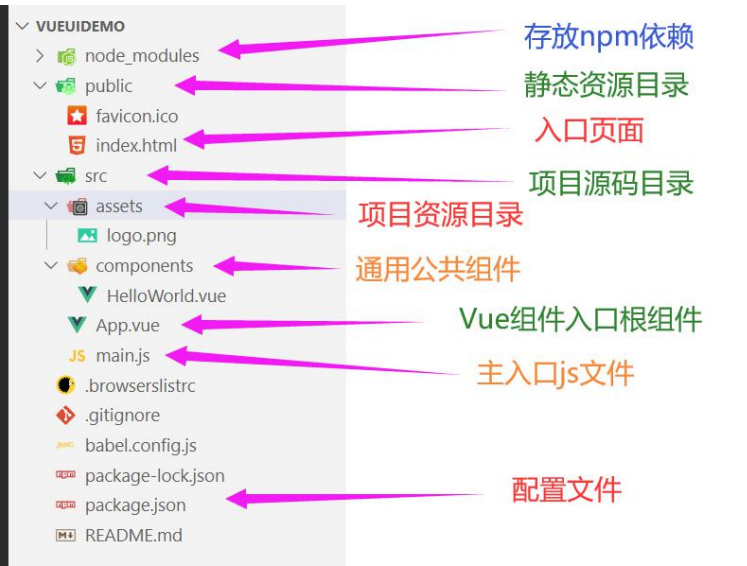 VUEUIDEMO
node_modules 存放npm依赖
public 静态资源目录
favicon.ico
index.html 入口页面
src 项目源码目录
assets 项目资源目录
logo.png
components 通用公共组件
HelloWorld.vue
App.vue Vue组件入口根组件
JS main.js 主入口js文件
.browserslistrc
.gitignore
babel.config.js
package-lock.json
package.json 配置文件
README.md